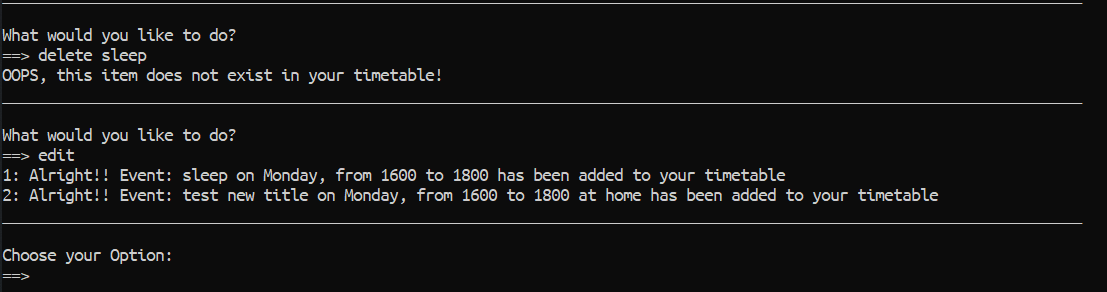 What would you like to do?
==> delete sleep
OOPS, this item does not exist in your timetable!
What would you like to do?
==> edit
1: Alright!! Event: sleep on Monday, from 1600 to 1800 has been added to your timetable
2: Alright!! Event: test new title on Monday, from 1600 to 1800 at home has been added to your timetable
Choose your Option:
==>